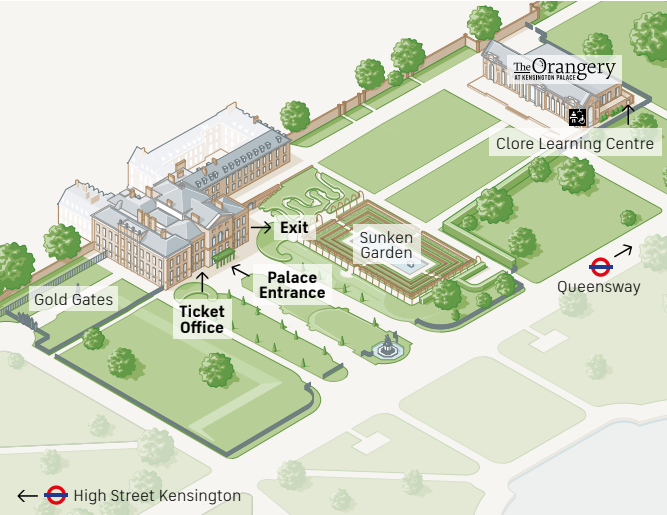 The Orangery
AT KENSINGTON PALACE
Clore Learning Centre
Exit
Sunken
Garden
Queensway
Palace
Entrance
Gold Gates
Ticket
Office
High Street Kensington